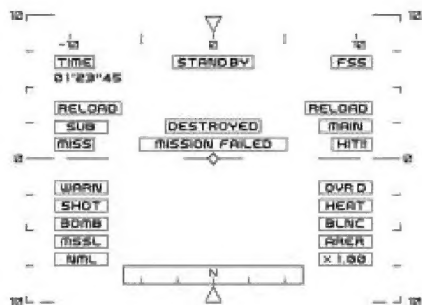 10 10
-10 0 10
TIME STANDBY FSS
01'23"45
RELOAD RELOAD
SUB DESTROYED MAIN
MISS MISSION FAILED HIT!!
0 0
WARN OVR D
SHOT HEAT
BOMB BLNC
MSSL AREA
NML × 1.00
N
10 10